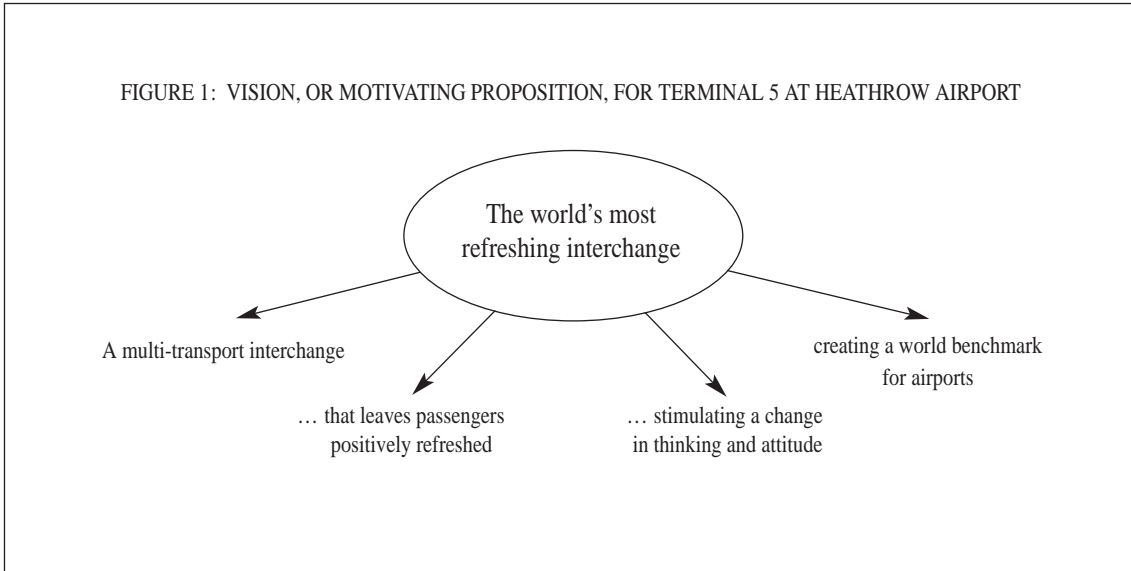 FIGURE 1: VISION, OR MOTIVATING PROPOSITION, FOR TERMINAL 5 AT HEATHROW AIRPORT
The world's most
refreshing interchange
A multi-transport interchange
… that leaves passengers
positively refreshed
… stimulating a change
in thinking and attitude
creating a world benchmark
for airports